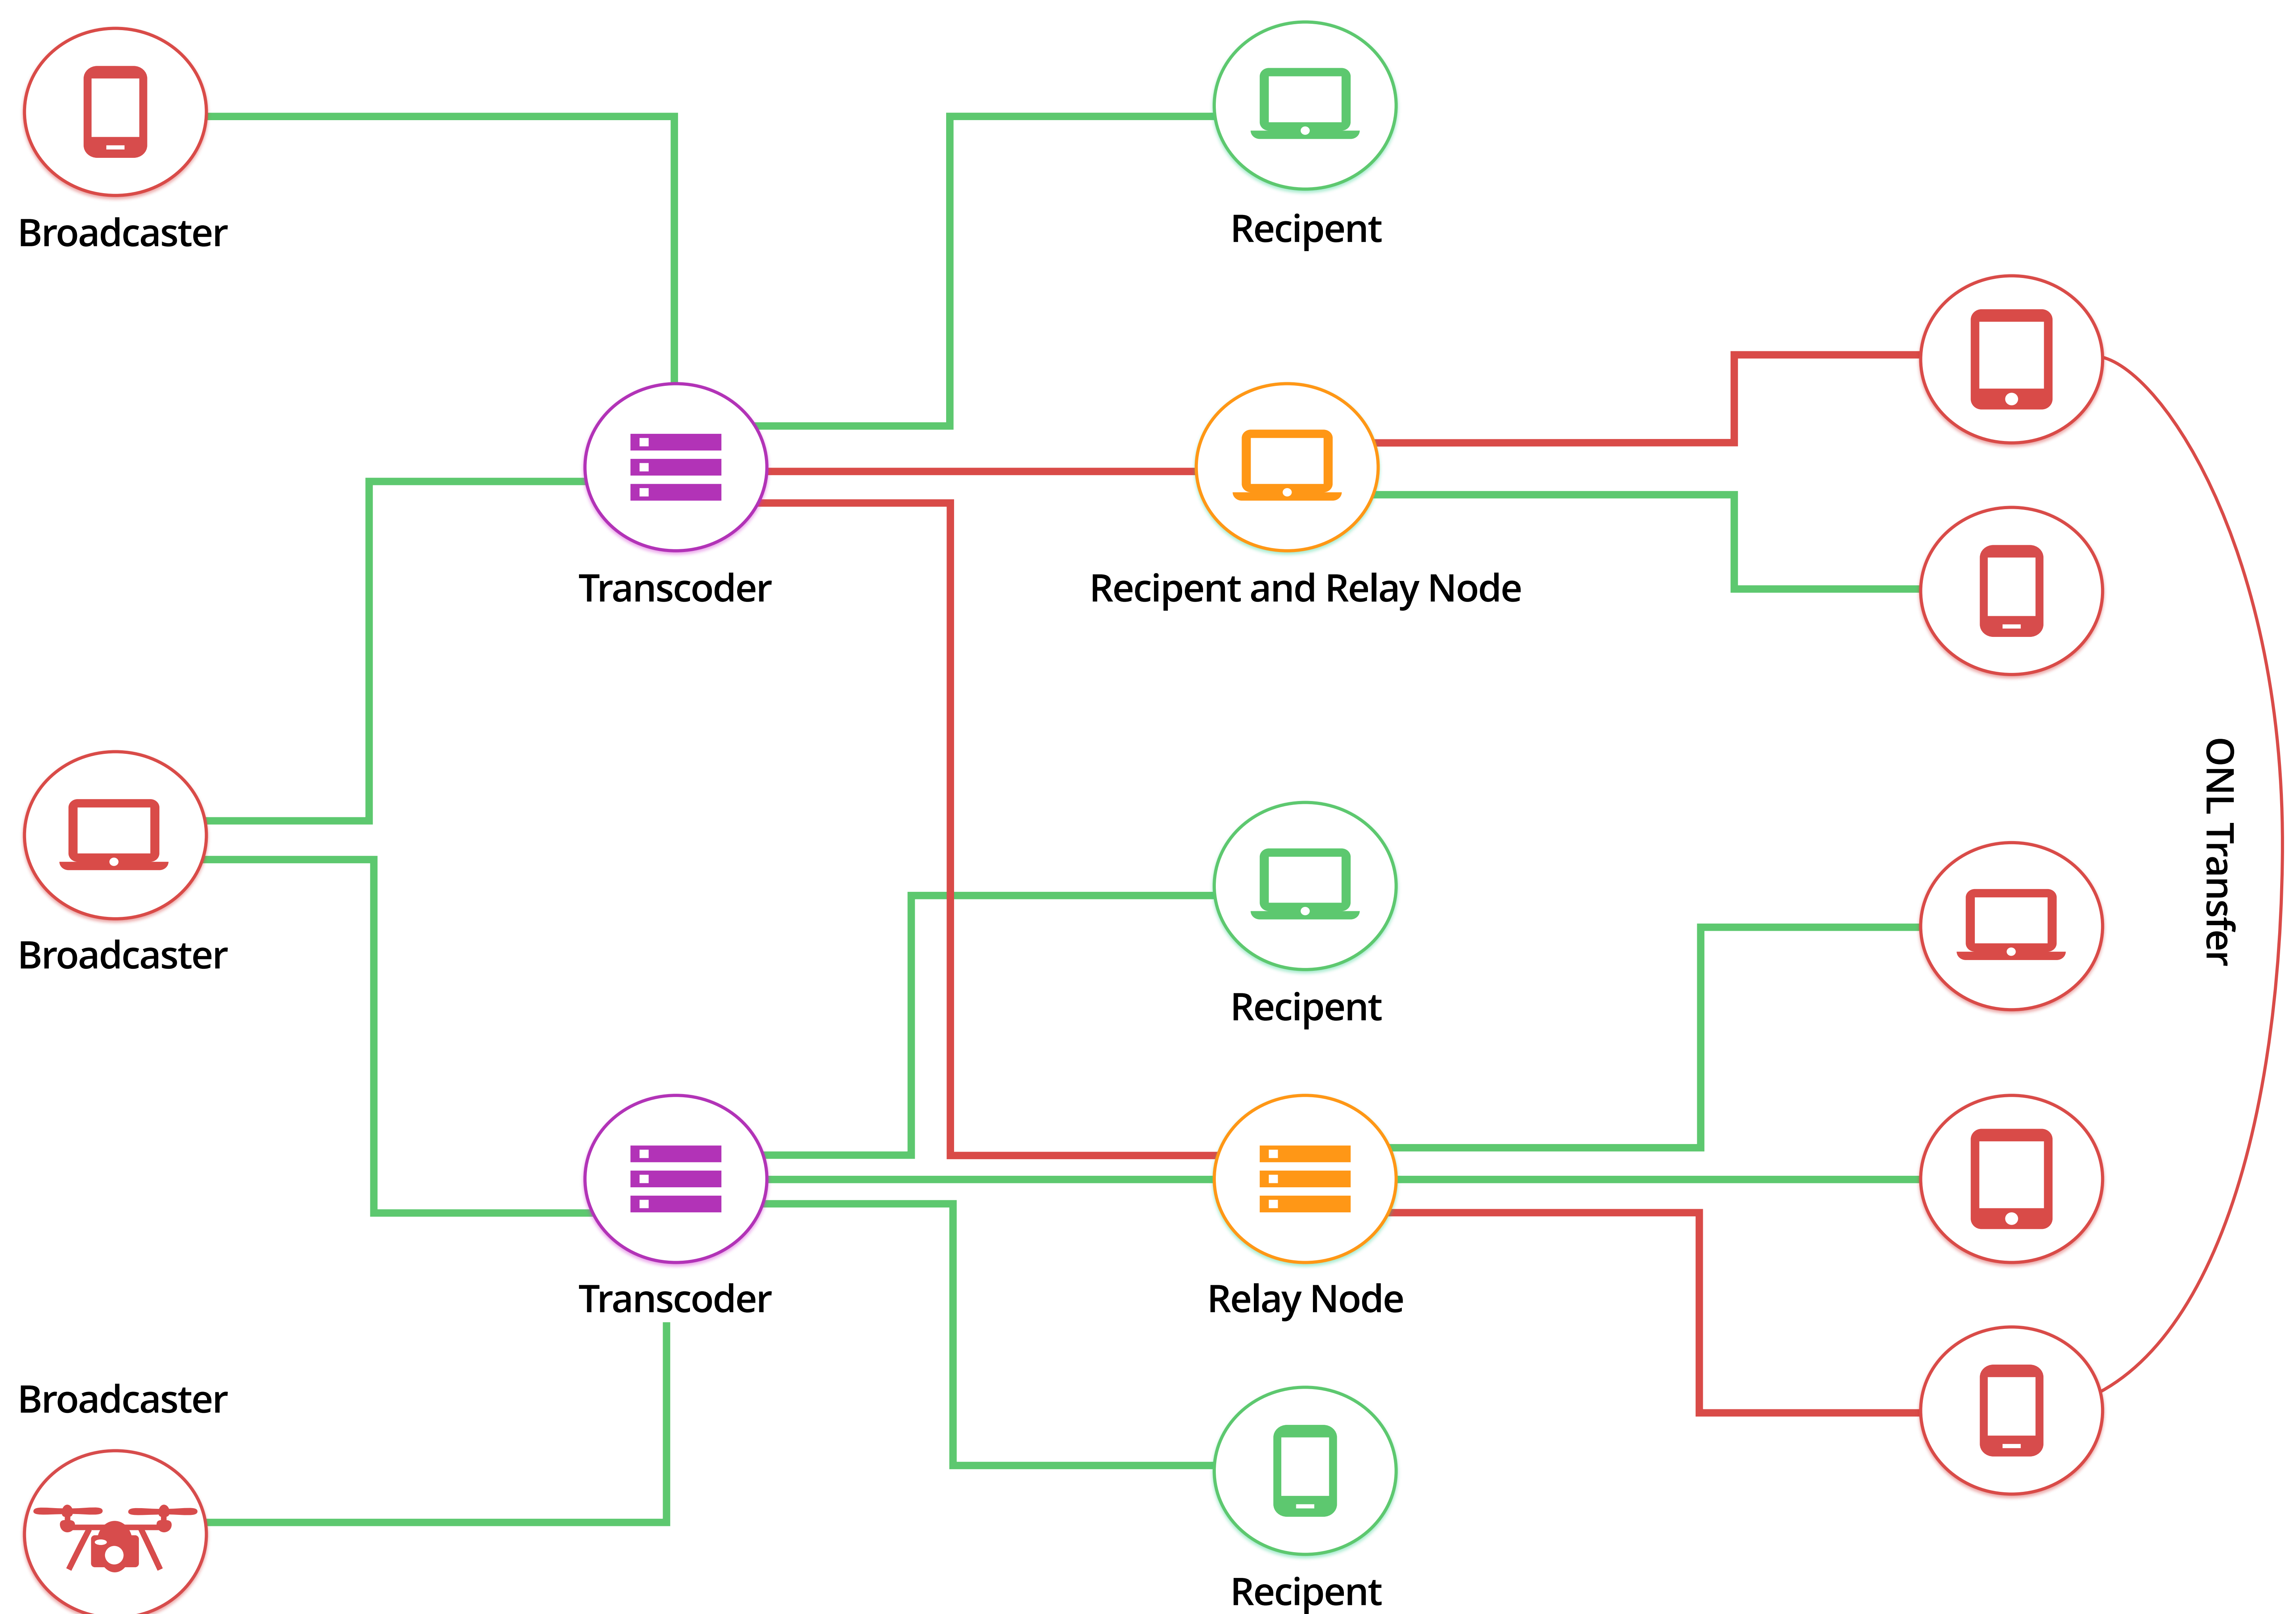 Broadcaster
Recipent
Transcoder
Recipent and Relay Node
ONL Transfer
Broadcaster
Recipent
Transcoder
Relay Node
Broadcaster
Recipent